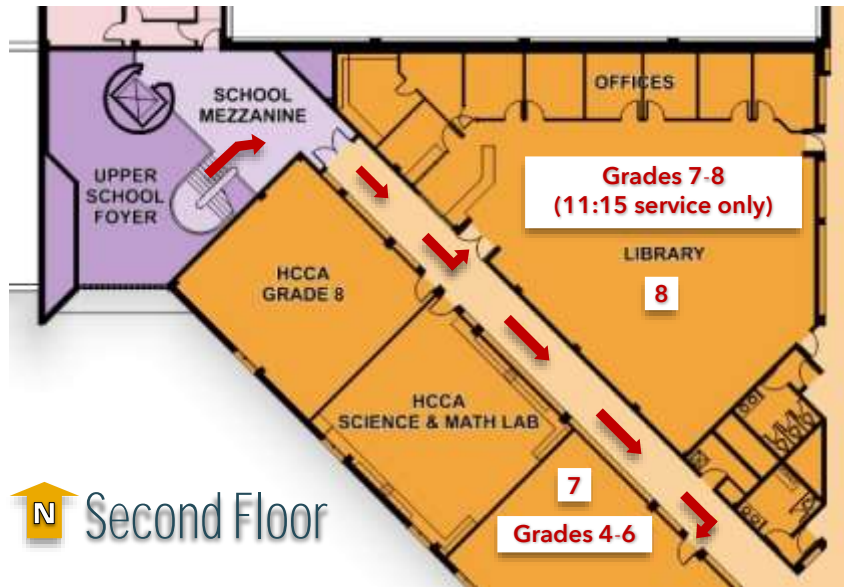 OFFICES
SCHOOL
MEZZANINE
UPPER
SCHOOL
FOYER
Grades 7-8
(11:15 service only)
LIBRARY
8
HCCA
GRADE 8
HCCA
SCIENCE & MATH LAB
7
Grades 4-6
N
Second Floor